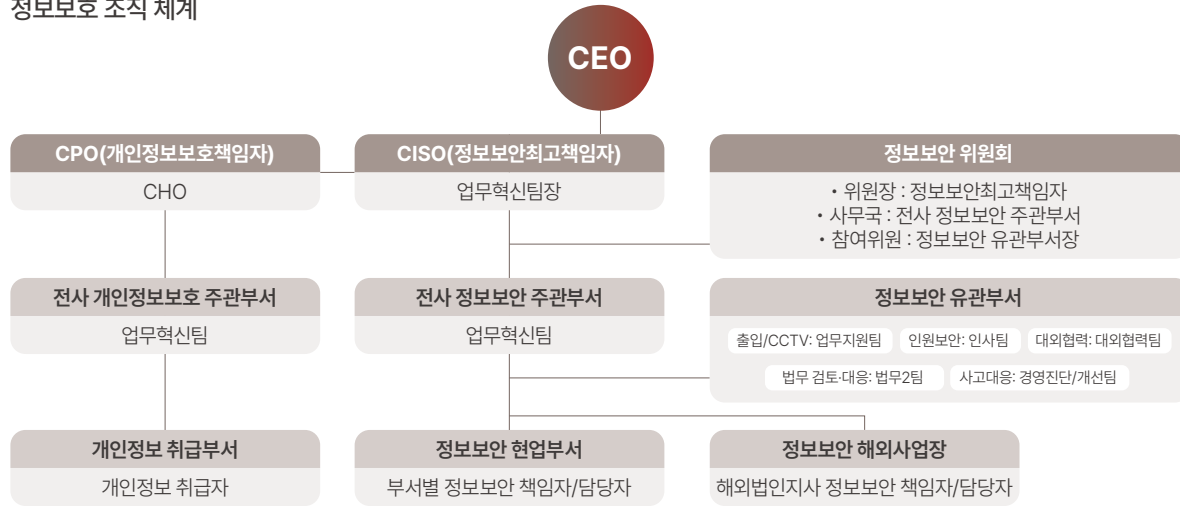 정보보호 조직 체계
CEO
CPO(개인정보보호책임자)
CHO
CISO(정보보안최고책임자)
업무혁신팀장
정보보안 위원회
• 위원장 : 정보보안최고책임자
• 사무국 : 전사 정보보안 주관부서
• 참여위원 : 정보보안 유관부서장
전사 개인정보보호 주관부서
업무혁신팀
전사 정보보안 주관부서
업무혁신팀
정보보안 유관부서
출입/CCTV: 업무지원팀
인원보안: 인사팀
대외협력: 대외협력팀
법무 검토·대응: 법무2팀
사고대응: 경영진단/개선팀
개인정보 취급부서
개인정보 취급자
정보보안 현업부서
부서별 정보보안 책임자/담당자
정보보안 해외사업장
해외법인지사 정보보안 책임자/담당자